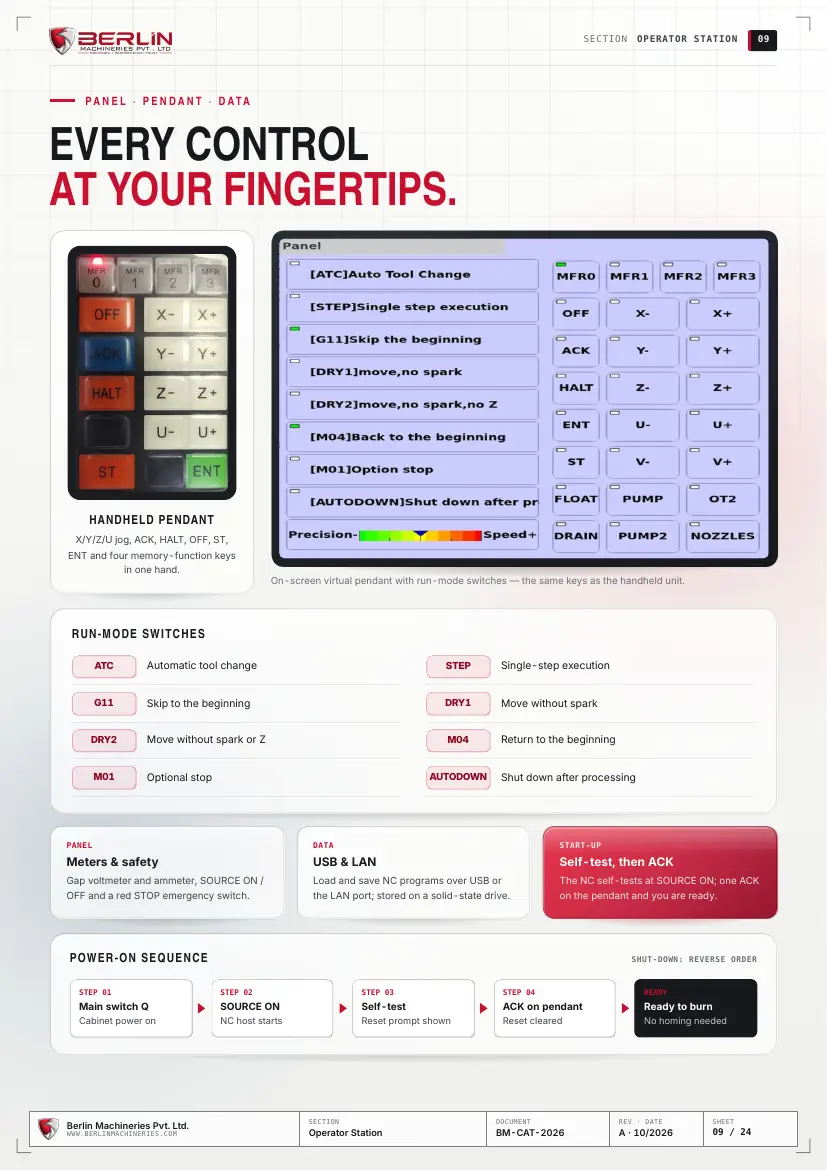 BERLIN
MACHINERIES PVT., LTD
SECTION OPERATOR STATION 09
PANEL · PENDANT · DATA
EVERY CONTROL
AT YOUR FINGERTIPS.
MFR 0 MFR 1 MFR 2 MFR 3
OFF X- X+
ACK Y- Y+
HALT Z- Z+
U- U+
ST ENT
HANDHELD PENDANT
X/Y/Z/U jog, ACK, HALT, OFF, ST,
ENT and four memory-function keys
in one hand.
Panel
[ATC]Auto Tool Change
[STEP]Single step execution
[G11]Skip the beginning
[DRY1]move,no spark
[DRY2]move,no spark,no Z
[M04]Back to the beginning
[M01]Option stop
[AUTODOWN]Shut down after pr
Precision- Speed+
MFR0 MFR1 MFR2 MFR3
OFF X- X+
ACK Y- Y+
HALT Z- Z+
ENT U- U+
ST V- V+
FLOAT PUMP OT2
DRAIN PUMP2 NOZZLES
On-screen virtual pendant with run-mode switches — the same keys as the handheld unit.
RUN-MODE SWITCHES
ATC Automatic tool change
STEP Single-step execution
G11 Skip to the beginning
DRY1 Move without spark
DRY2 Move without spark or Z
M04 Return to the beginning
M01 Optional stop
AUTODOWN Shut down after processing
PANEL
Meters & safety
Gap voltmeter and ammeter, SOURCE ON /
OFF and a red STOP emergency switch.
DATA
USB & LAN
Load and save NC programs over USB or
the LAN port; stored on a solid-state drive.
START-UP
Self-test, then ACK
The NC self-tests at SOURCE ON; one ACK
on the pendant and you are ready.
POWER-ON SEQUENCE
SHUT-DOWN: REVERSE ORDER
STEP 01
Main switch Q
Cabinet power on
STEP 02
SOURCE ON
NC host starts
STEP 03
Self-test
Reset prompt shown
STEP 04
ACK on pendant
Reset cleared
READY
Ready to burn
No homing needed
Berlin Machineries Pvt. Ltd.
WWW.BERLINMACHINERIES.COM
SECTION
Operator Station
DOCUMENT
BM-CAT-2026
REV · DATE
A · 10/2026
SHEET
09 / 24